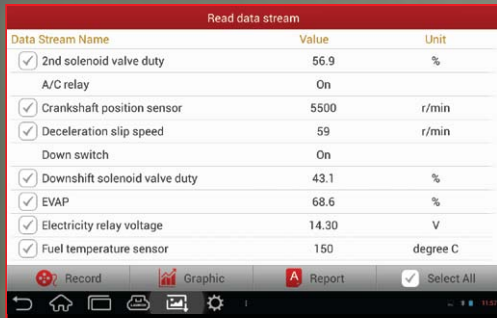 Read data stream
Data Stream Name Value Unit
2nd solenoid valve duty 56.9 %
A/C relay On
Crankshaft position sensor 5500 r/min
Deceleration slip speed 59 r/min
Down switch On
Downshift solenoid valve duty 43.1 %
EVAP 68.6 %
Electricity relay voltage 14.30 V
Fuel temperature sensor 150 degree C
Record Graphic A Report Select All